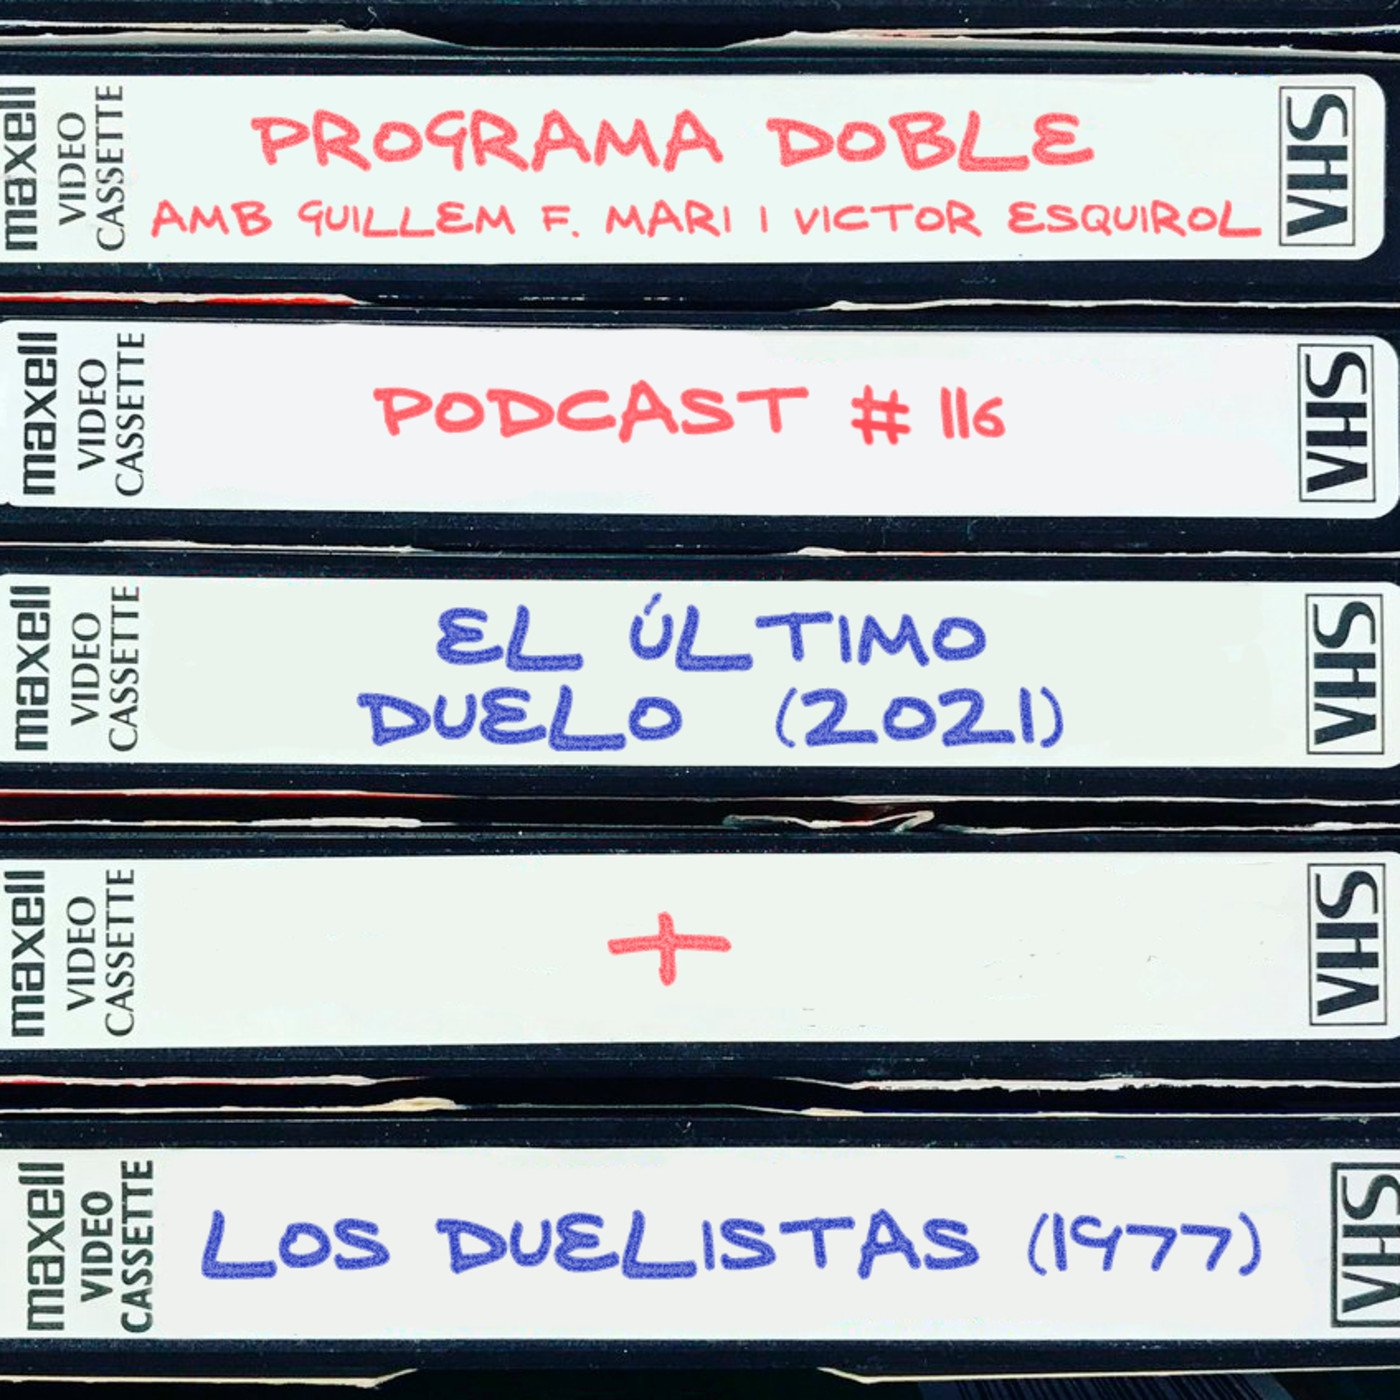 maxell
VIDEO
CASSETTE
PROGRAMA DOBLE
AMB GUILLEM F. MARI I VICTOR ESQUIROL
VHS
maxell
VIDEO
CASSETTE
PODCAST # 116
VHS
maxell
VIDEO
CASSETTE
EL ÚLTIMO
DUELO (2021)
VHS
maxell
VIDEO
CASSETTE
+
VHS
maxell
VIDEO
CASSETTE
LOS DUELISTAS (1977)
VHS